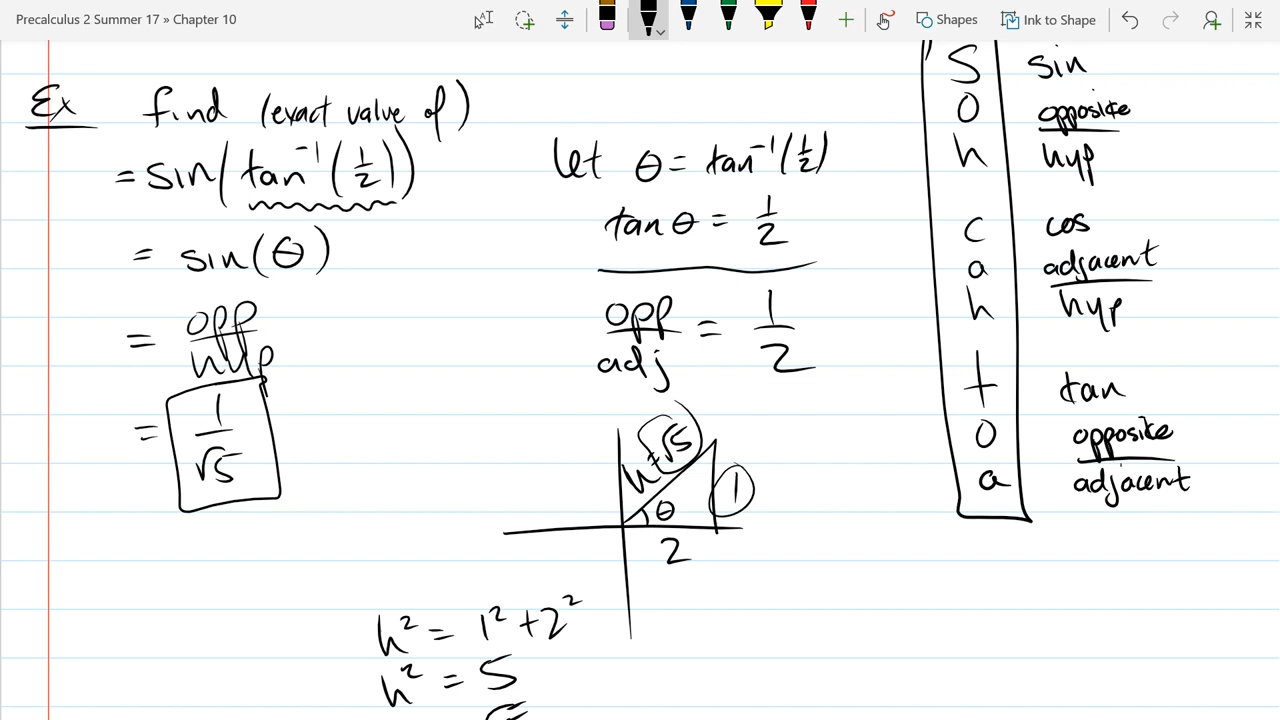 Precalculus 2 Summer 17 » Chapter 10
Shapes
Ink to Shape
Ex find (exact value of)
= sin(tan⁻¹(1/2))
= sin(θ)
= opp/hyp
= 1/√5
let θ = tan⁻¹(1/2)
tan θ = 1/2
opp/adj = 1/2
h=√5
1
θ
2
h² = 1² + 2²
h² = 5
S sin
O opposite
h hyp
c cos
a adjacent
h hyp
t tan
o opposite
a adjacent